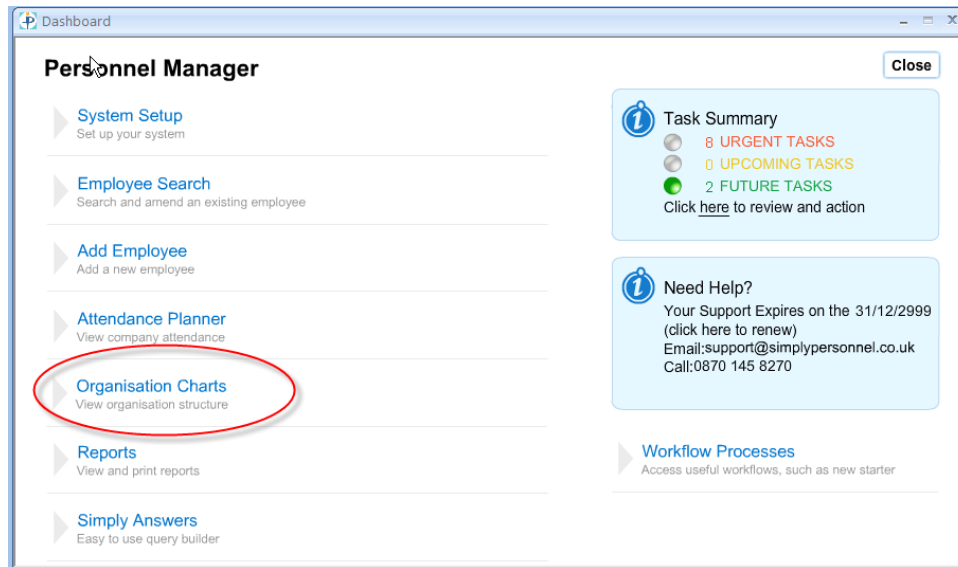 Dashboard
Personnel Manager
Close
System Setup
Set up your system
Employee Search
Search and amend an existing employee
Add Employee
Add a new employee
Attendance Planner
View company attendance
Organisation Charts
View organisation structure
Reports
View and print reports
Simply Answers
Easy to use query builder
Task Summary
8 URGENT TASKS
0 UPCOMING TASKS
2 FUTURE TASKS
Click here to review and action
Need Help?
Your Support Expires on the 31/12/2999
(click here to renew)
Email:support@simplypersonnel.co.uk
Call:0870 145 8270
Workflow Processes
Access useful workflows, such as new starter